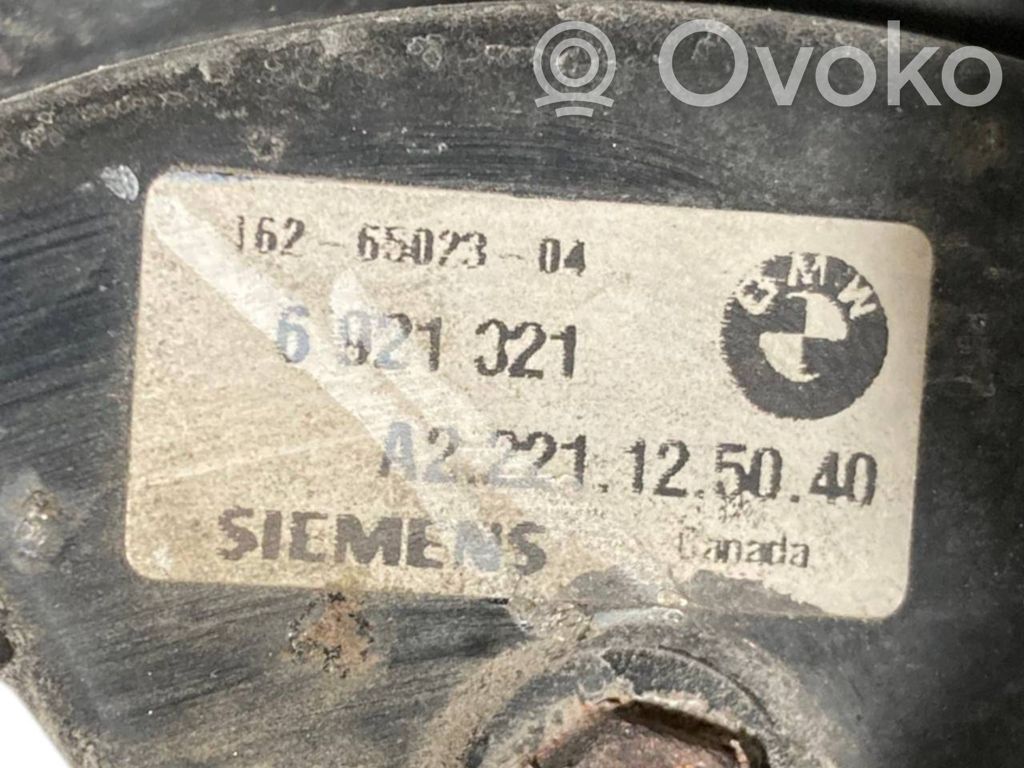 Ovoko
162-65023-04
BMW
6 921 321
A2.221.12.50.40
SIEMENS
Canada